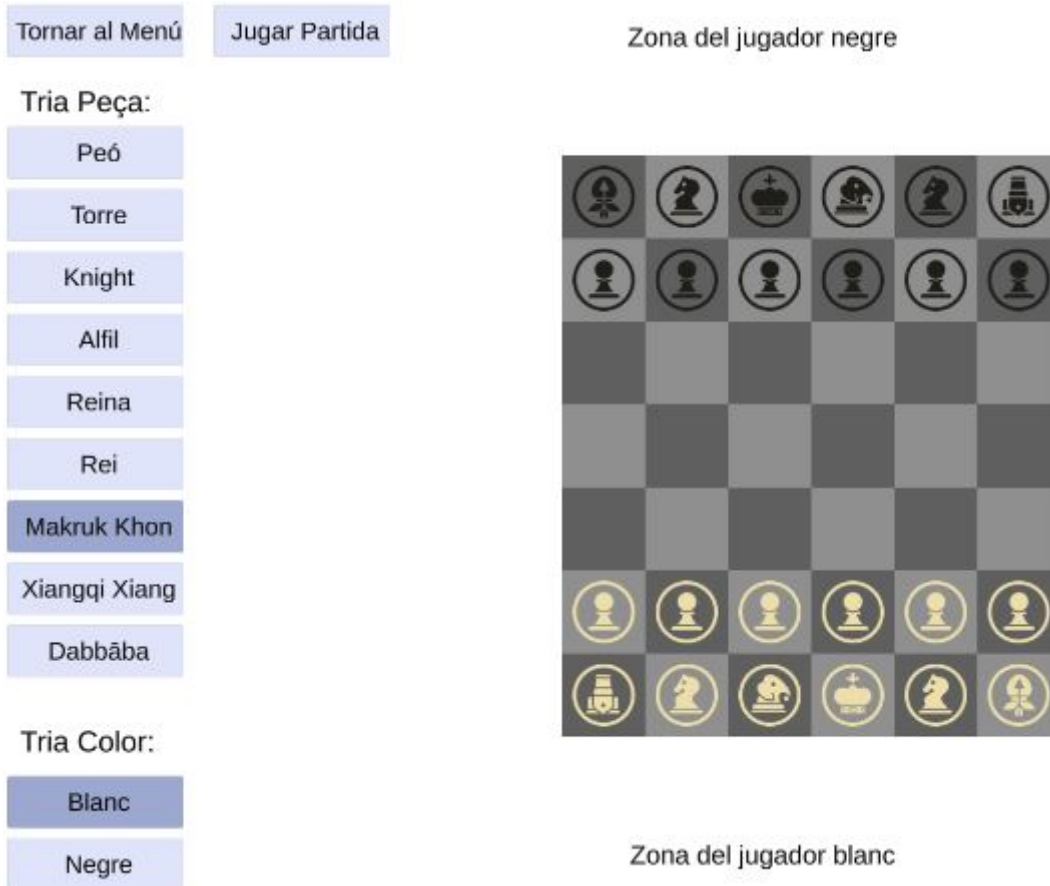 Tornar al Menú
Jugar Partida
Zona del jugador negre
Tria Peça:
Peó
Torre
Knight
Alfil
Reina
Rei
Makruk Khon
Xiangqi Xiang
Dabbāba
Tria Color:
Blanc
Negre
Zona del jugador blanc